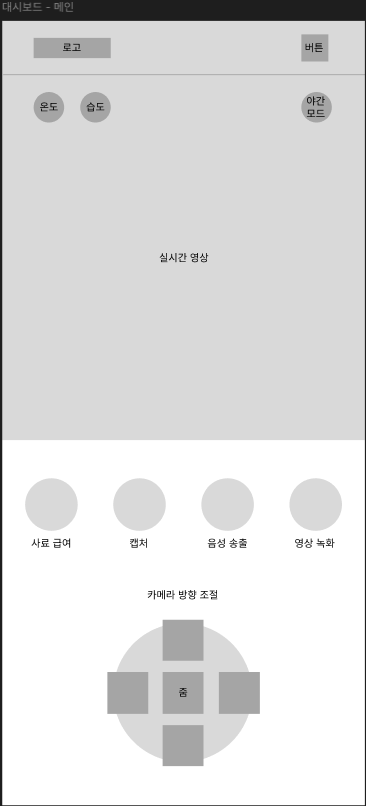 대시보드 - 메인
로고
버튼
온도
습도
야간
모드
실시간 영상
사료 급여
캡처
음성 송출
영상 녹화
카메라 방향 조절
줌